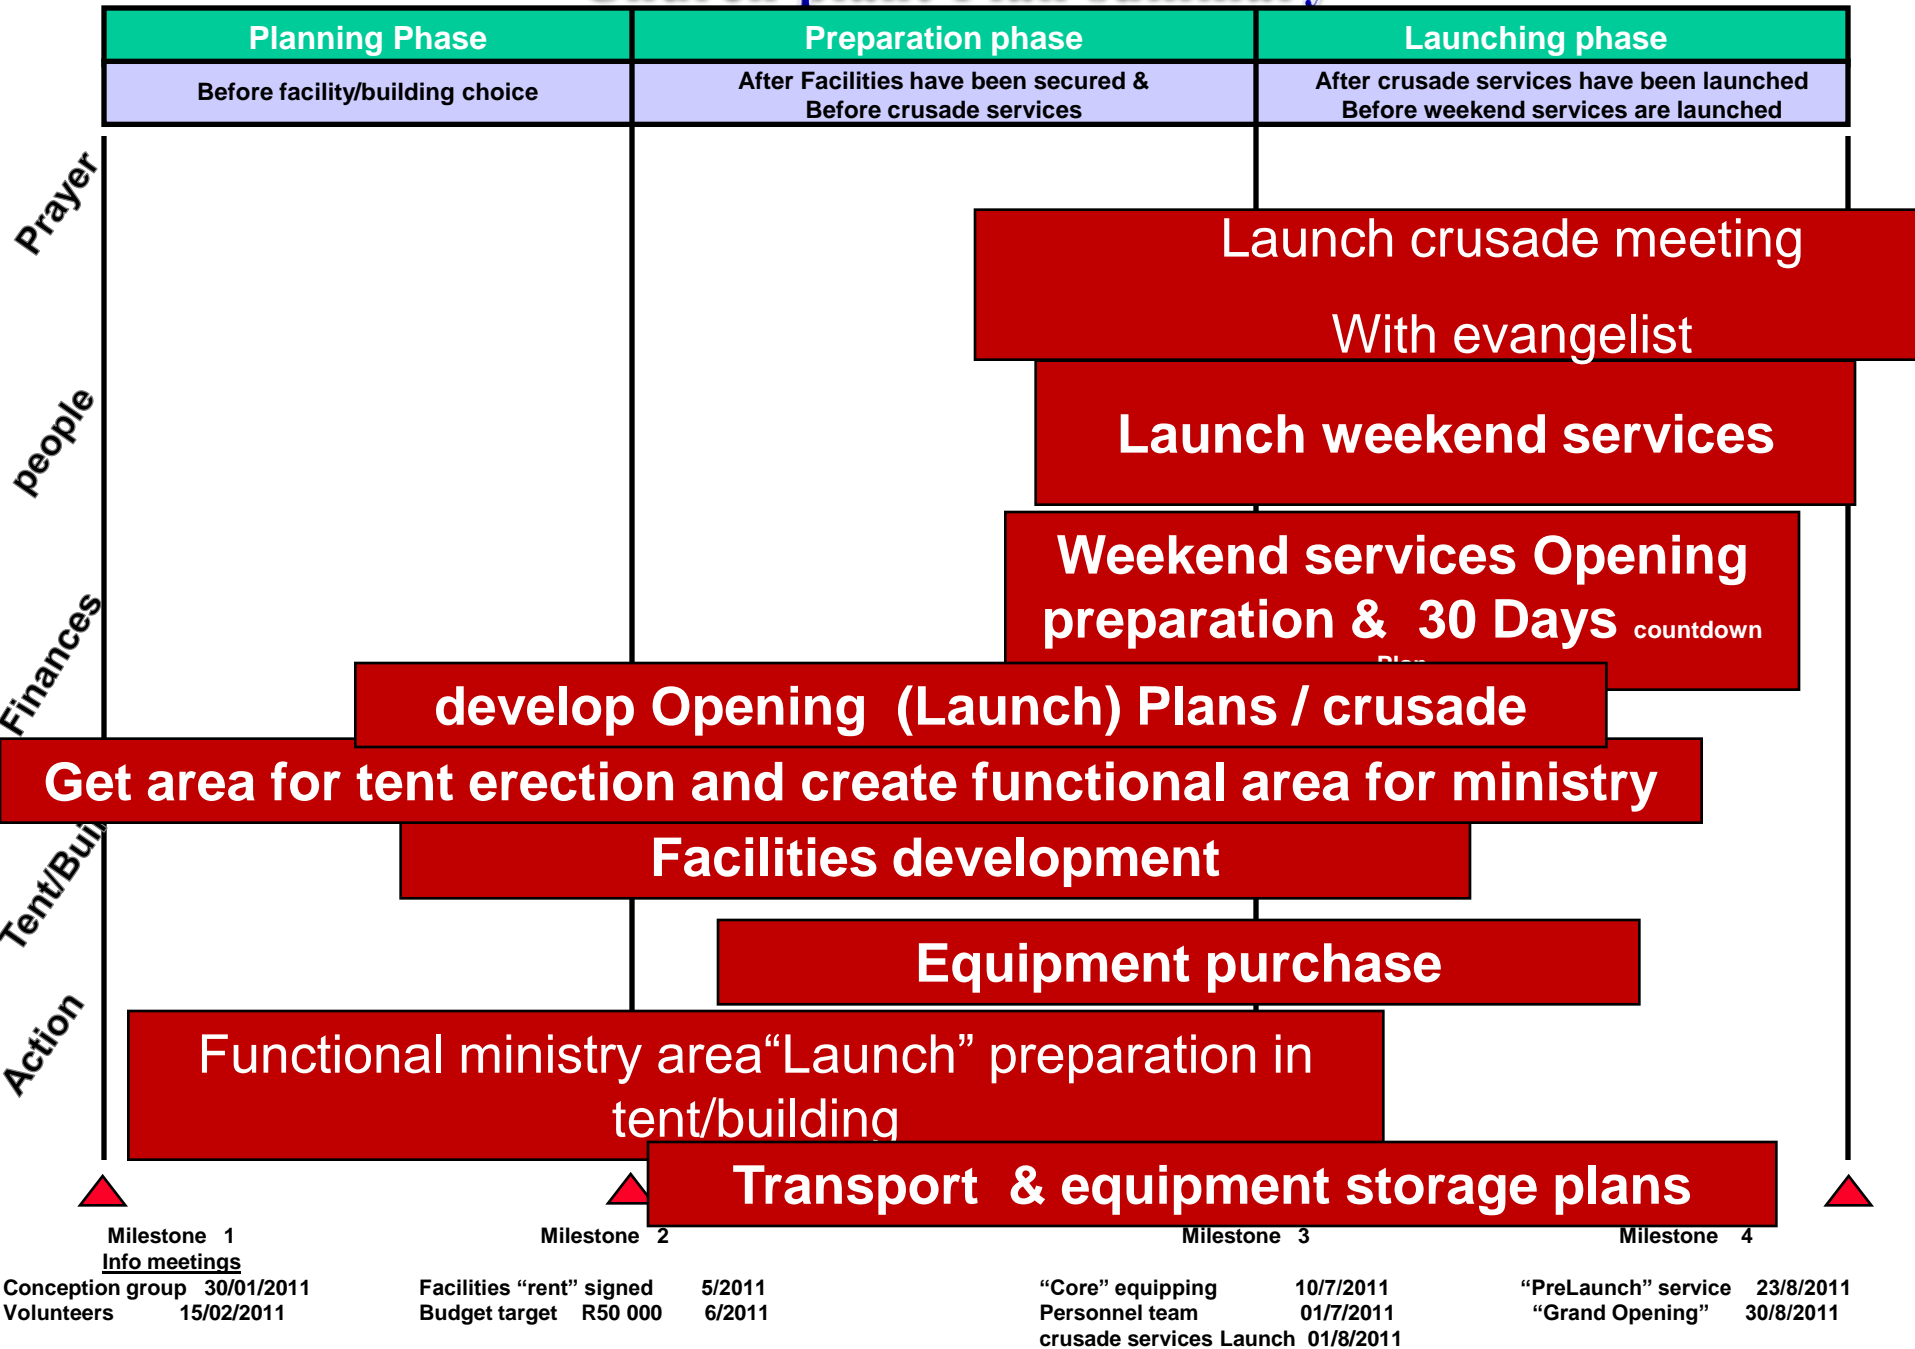 Planning Phase
Preparation phase
Launching phase
Before facility/building choice
After Facilities have been secured &
Before crusade services
After crusade services have been launched
Before weekend services are launched
Prayer
Launch crusade meeting
With evangelist
people
Launch weekend services
Weekend services Opening
preparation & 30 Days countdown
Finances
develop Opening (Launch) Plans / crusade
Get area for tent erection and create functional area for ministry
Facilities development
Equipment purchase
Action
Functional ministry area“Launch” preparation in
tent/building
Transport & equipment storage plans
Milestone 1
Info meetings
Conception group 30/01/2011
Volunteers 15/02/2011
Milestone 2
Facilities “rent” signed 5/2011
Budget target R50 000 6/2011
Milestone 3
“Core” equipping 10/7/2011
Personnel team 01/7/2011
crusade services Launch 01/8/2011
Milestone 4
“PreLaunch” service 23/8/2011
“Grand Opening” 30/8/2011